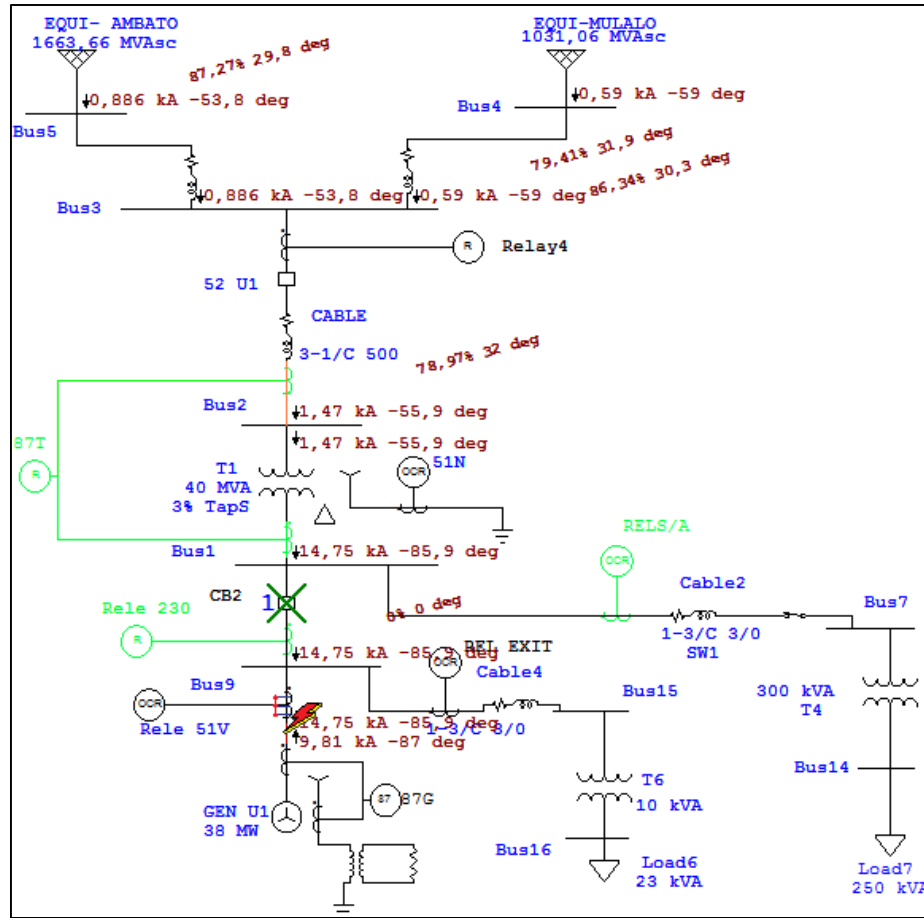 EQUI- AMBATO
1663,66 MVAsc
EQUI-MULALO
1031,06 MVAsc
87,27% 29,8 deg
0,886 kA -53,8 deg
Bus5
Bus4
0,59 kA -59 deg
79,41% 31,9 deg
86,34% 30,3 deg
0,886 kA -53,8 deg
0,59 kA -59 deg
Bus3
R
Relay4
52 U1
CABLE
3-1/C 500
78,97% 32 deg
Bus2
1,47 kA -55,9 deg
1,47 kA -55,9 deg
87T
R
T1
40 MVA
3% TapS
OCR
51N
Bus1
14,75 kA -85,9 deg
RELS/A
OCR
CB2
1
0% 0 deg
Cable2
1-3/C 3/0
SW1
Bus7
Rele 230
R
14,75 kA -85,9 deg
REL EXIT
OCR
Cable4
1-3/C 3/0
Bus9
Bus15
300 kVA
T4
OCR
Rele 51V
14,75 kA -85,9 deg
9,81 kA -87 deg
Bus14
GEN U1
38 MW
87
87G
T6
10 kVA
Bus16
Load6
23 kVA
Load7
250 kVA